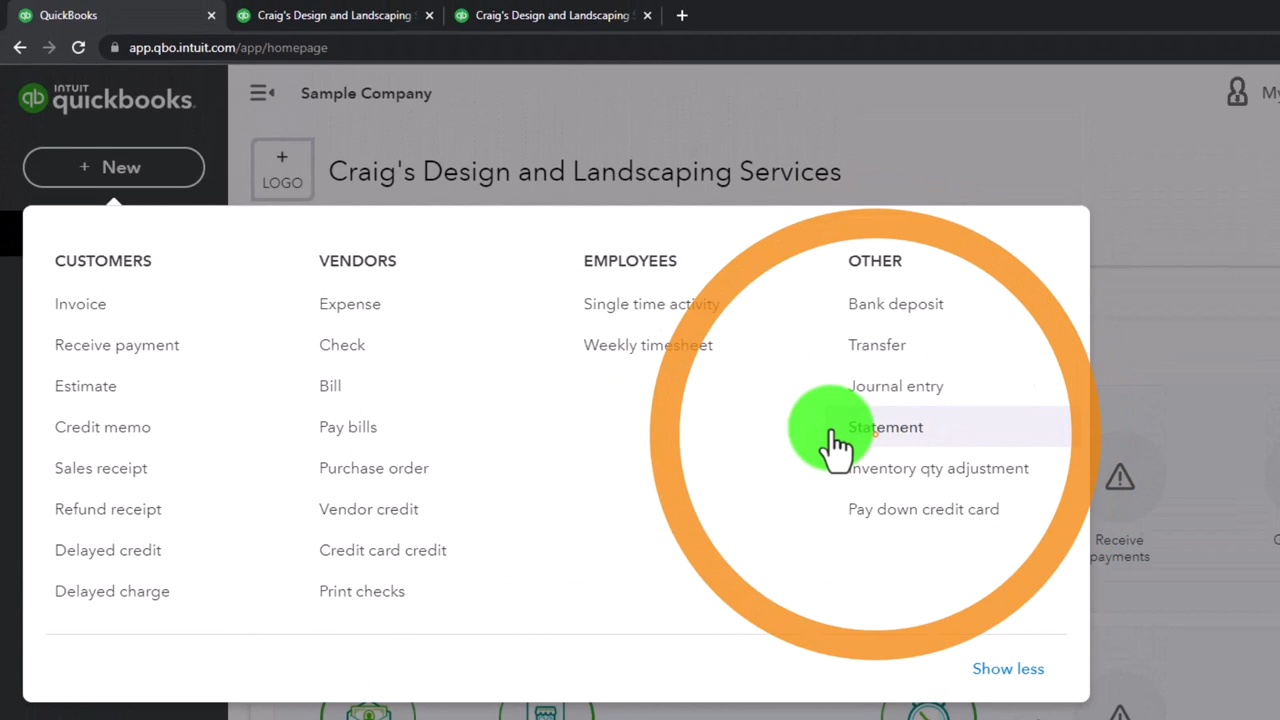 QuickBooks
Craig's Design and Landscaping
Craig's Design and Landscaping
app.qbo.intuit.com/app/homepage
qb INTUIT quickbooks.
Sample Company
My
+ New
+ LOGO
Craig's Design and Landscaping Services
CUSTOMERS
Invoice
Receive payment
Estimate
Credit memo
Sales receipt
Refund receipt
Delayed credit
Delayed charge
VENDORS
Expense
Check
Bill
Pay bills
Purchase order
Vendor credit
Credit card credit
Print checks
EMPLOYEES
Single time activity
Weekly timesheet
OTHER
Bank deposit
Transfer
Journal entry
Statement
Inventory qty adjustment
Pay down credit card
Show less
Receive
payments